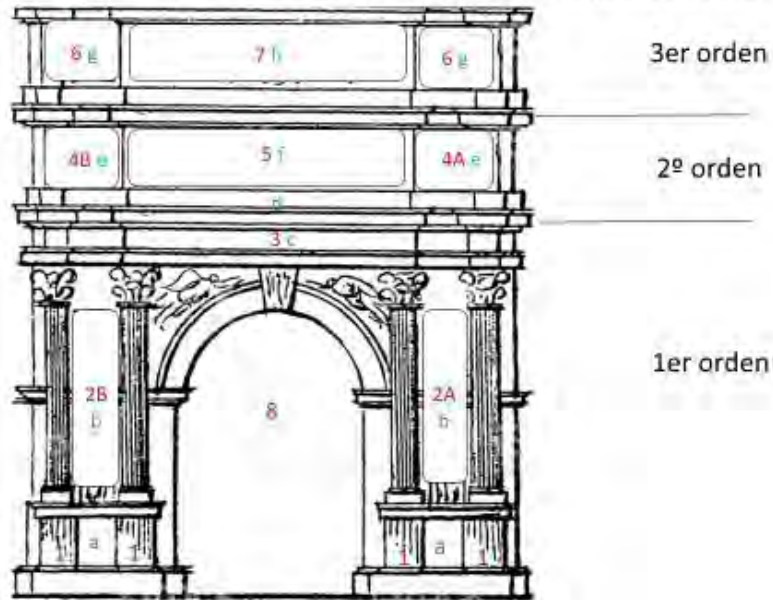 6 g 7 h 6 g 3er orden
4B e 5 f 4A e 2º orden
d
3 c
1er orden
2B 8 2A
b b
1 a 1 1 a 1